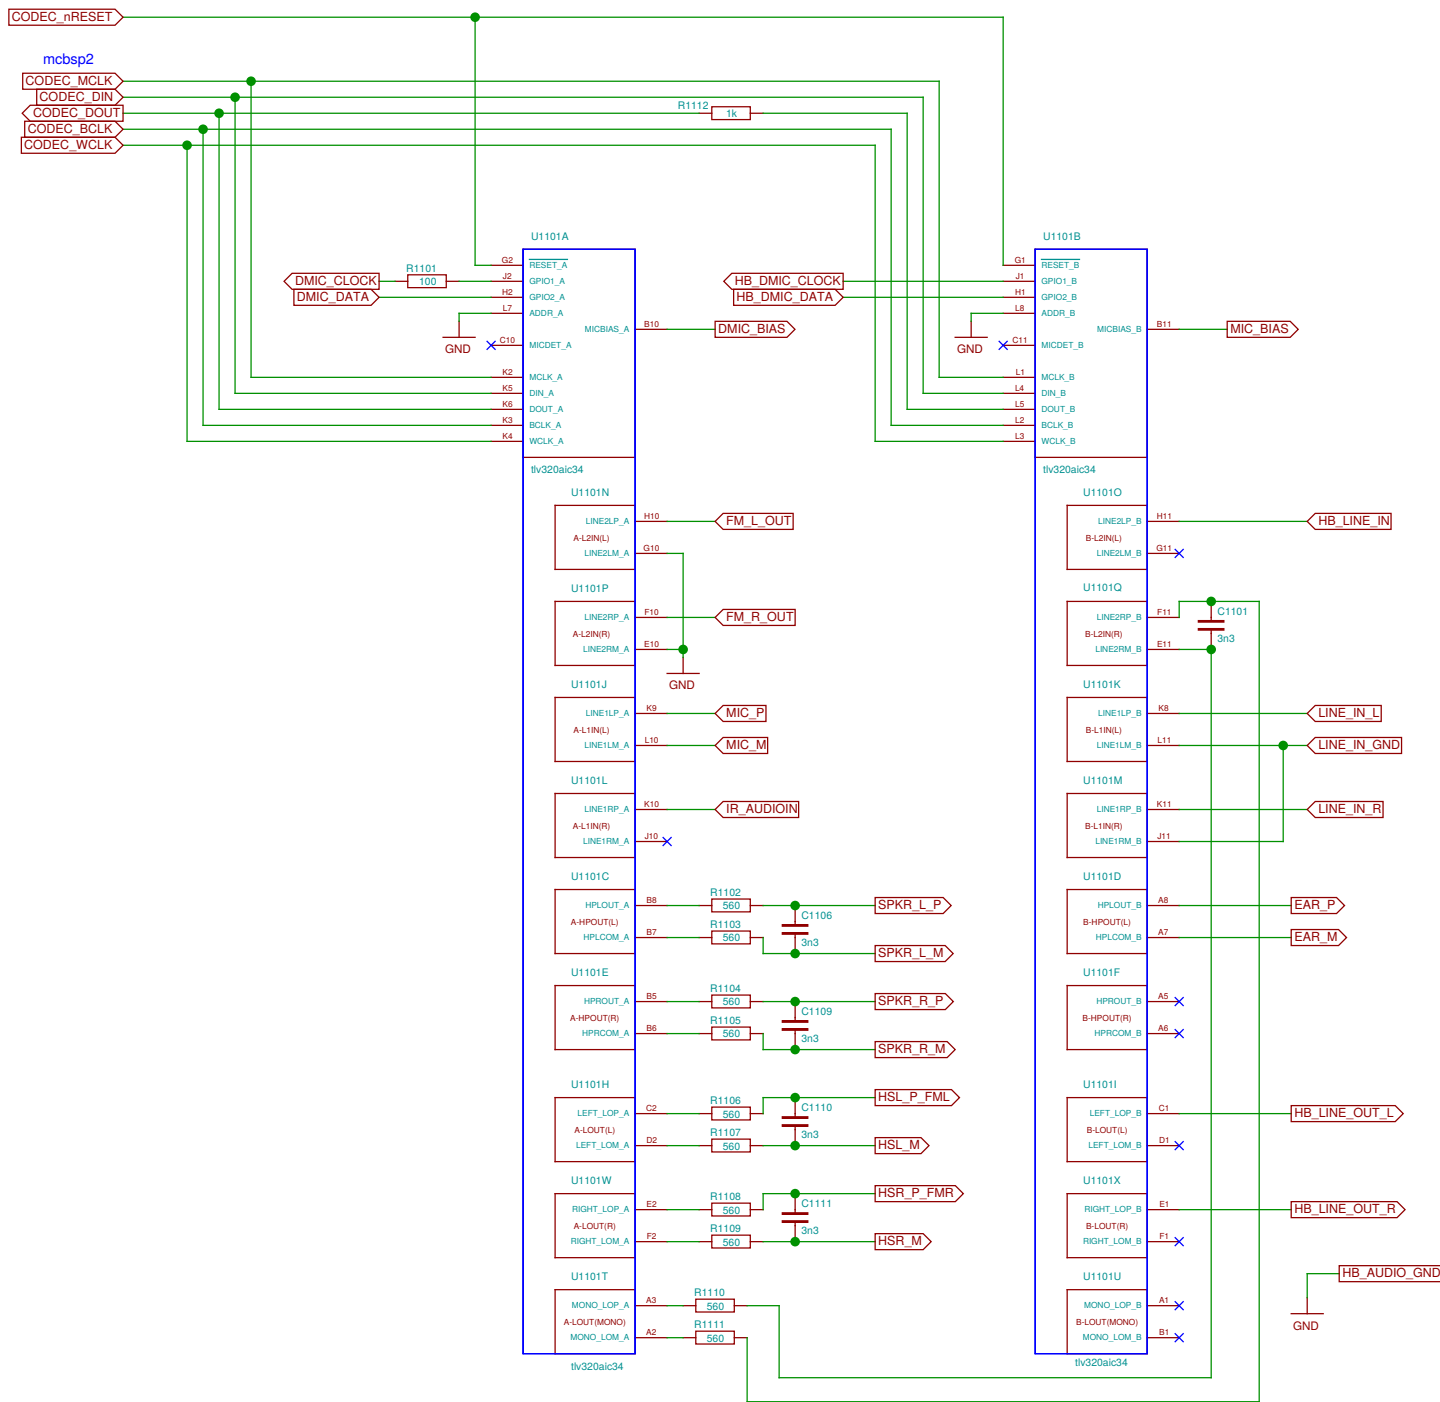 CODEC_nRESET
mcbsp2
CODEC_MCLK
CODEC_DIN
CODEC_DOUT
CODEC_BCLK
CODEC_WCLK
R1112
1k
U1101A
DMIC_CLOCK
R1101
100
DMIC_DATA
GND
G2
J2
H2
L7
C10
K2
K5
K6
K3
K4
RESET_A
GPIO1_A
GPIO2_A
ADDR_A
MICBIAS_A
MICDET_A
MCLK_A
DIN_A
DOUT_A
BCLK_A
WCLK_A
B10
DMIC_BIAS
tlv320aic34
U1101B
HB_DMIC_CLOCK
HB_DMIC_DATA
GND
G1
J1
H1
L8
C11
L1
L4
L5
L2
L3
RESET_B
GPIO1_B
GPIO2_B
ADDR_B
MICBIAS_B
MICDET_B
MCLK_B
DIN_B
DOUT_B
BCLK_B
WCLK_B
B11
MIC_BIAS
tlv320aic34
U1101N
LINE2LP_A
A-L2IN(L)
LINE2LM_A
H10
G10
FM_L_OUT
U1101P
LINE2RP_A
A-L2IN(R)
LINE2RM_A
F10
E10
FM_R_OUT
GND
U1101J
LINE1LP_A
A-L1IN(L)
LINE1LM_A
K9
L10
MIC_P
MIC_M
U1101L
LINE1RP_A
A-L1IN(R)
LINE1RM_A
K10
J10
IR_AUDIOIN
U1101C
HPLOUT_A
A-HPOUT(L)
HPLCOM_A
B8
B7
R1102
560
R1103
560
C1106
3n3
SPKR_L_P
SPKR_L_M
U1101E
HPROUT_A
A-HPOUT(R)
HPRCOM_A
B5
B6
R1104
560
R1105
560
C1109
3n3
SPKR_R_P
SPKR_R_M
U1101H
LEFT_LOP_A
A-LOUT(L)
LEFT_LOM_A
C2
D2
R1106
560
R1107
560
C1110
3n3
HSL_P_FML
HSL_M
U1101W
RIGHT_LOP_A
A-LOUT(R)
RIGHT_LOM_A
E2
F2
R1108
560
R1109
560
C1111
3n3
HSR_P_FMR
HSR_M
U1101T
MONO_LOP_A
A-LOUT(MONO)
MONO_LOM_A
A3
A2
R1110
560
R1111
560
tlv320aic34
U1101O
LINE2LP_B
B-L2IN(L)
LINE2LM_B
H11
G11
HB_LINE_IN
U1101Q
LINE2RP_B
B-L2IN(R)
LINE2RM_B
F11
E11
C1101
3n3
U1101K
LINE1LP_B
B-L1IN(L)
LINE1LM_B
K8
L11
LINE_IN_L
LINE_IN_GND
U1101M
LINE1RP_B
B-L1IN(R)
LINE1RM_B
K11
J11
LINE_IN_R
U1101D
HPLOUT_B
B-HPOUT(L)
HPLCOM_B
A8
A7
EAR_P
EAR_M
U1101F
HPROUT_B
B-HPOUT(R)
HPRCOM_B
A5
A6
U1101I
LEFT_LOP_B
B-LOUT(L)
LEFT_LOM_B
C1
D1
HB_LINE_OUT_L
U1101X
RIGHT_LOP_B
B-LOUT(R)
RIGHT_LOM_B
E1
F1
HB_LINE_OUT_R
U1101U
MONO_LOP_B
B-LOUT(MONO)
MONO_LOM_B
A1
B1
HB_AUDIO_GND
GND
tlv320aic34